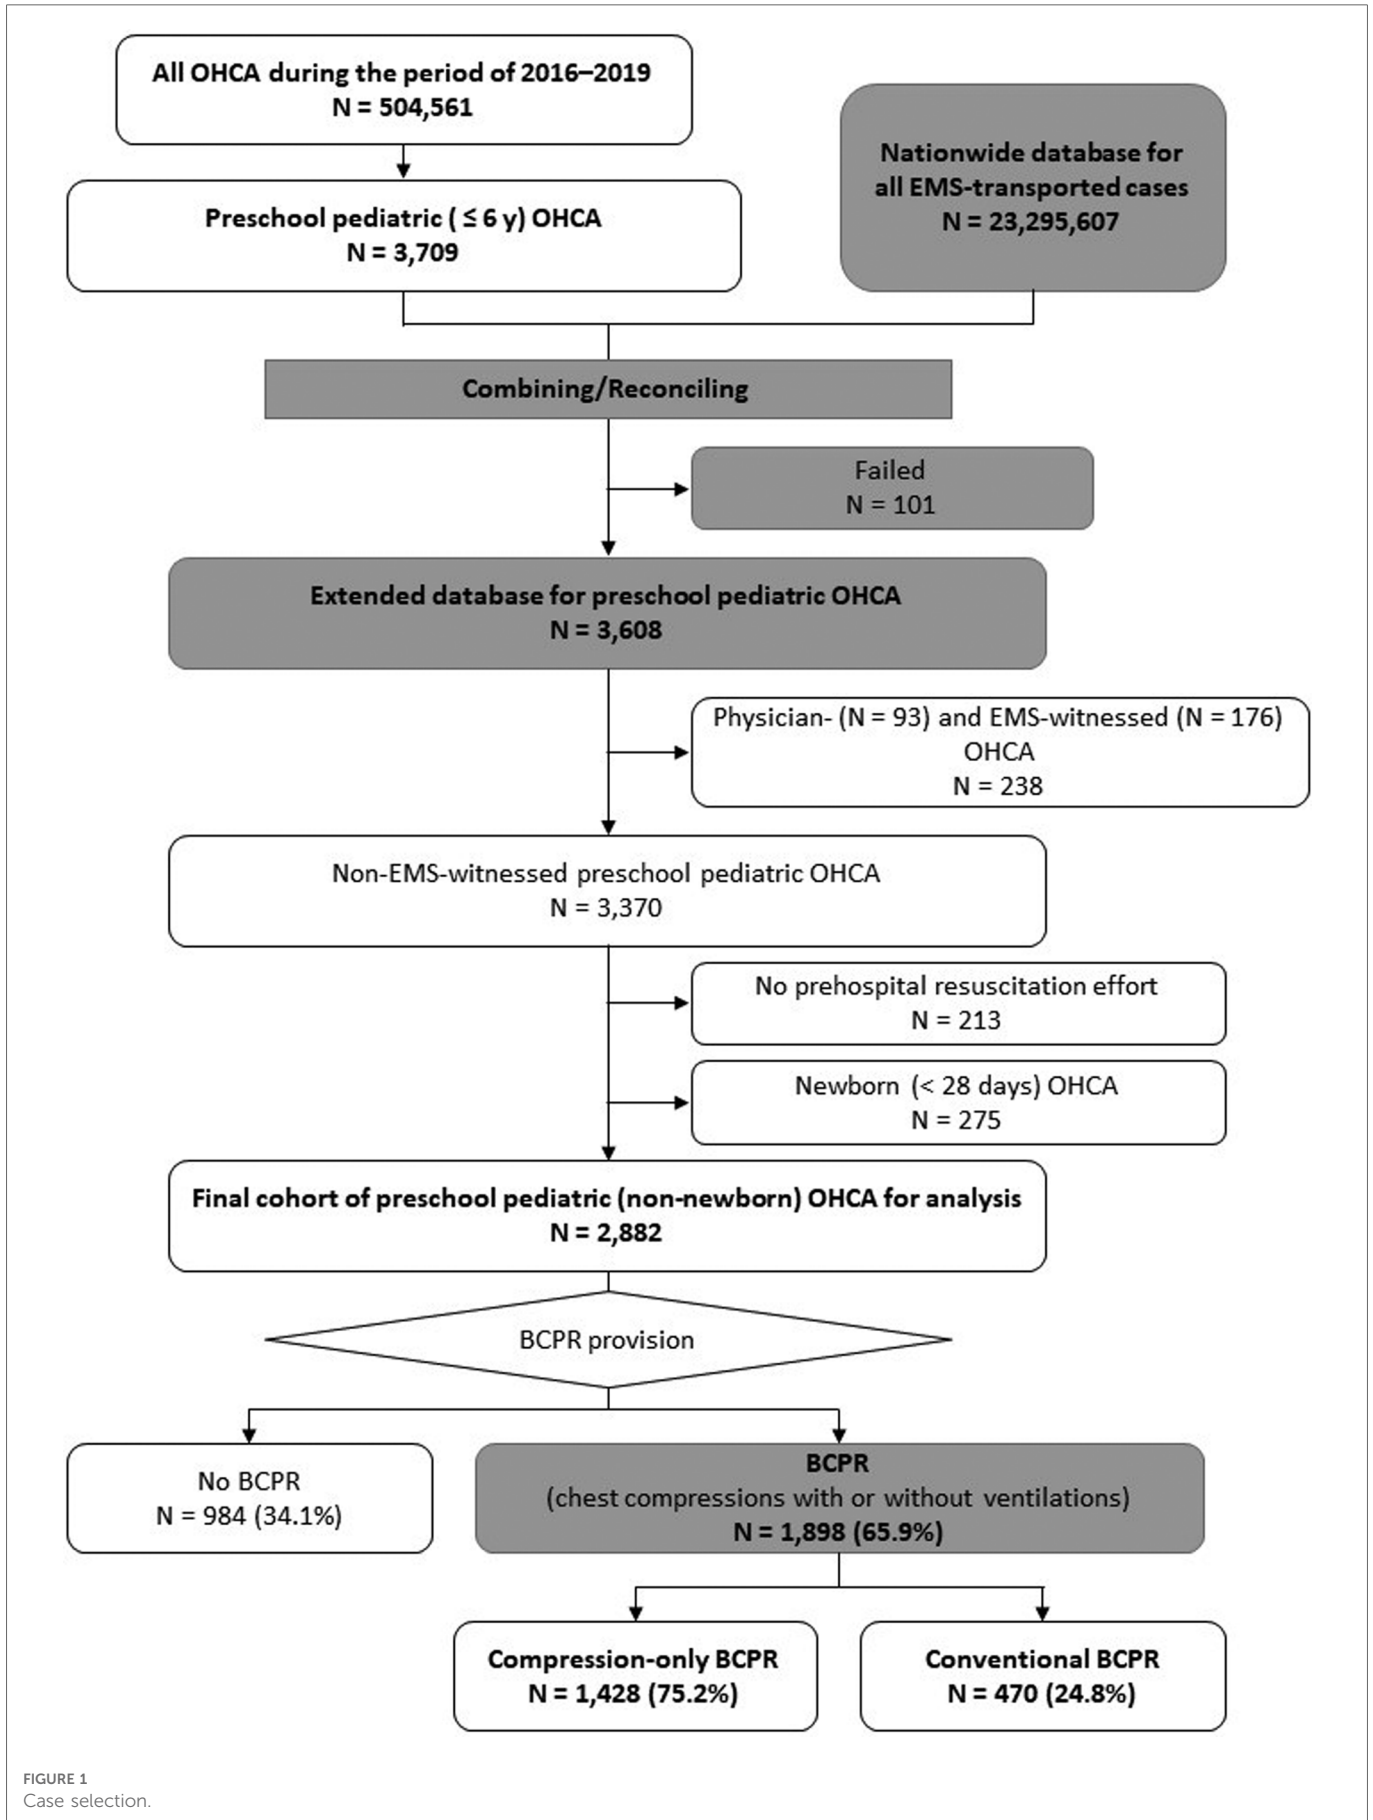 All OHCA during the period of 2016–2019
N = 504,561
Nationwide database for
all EMS-transported cases
N = 23,295,607
Preschool pediatric ( ≤ 6 y) OHCA
N = 3,709
Combining/Reconciling
Failed
N = 101
Extended database for preschool pediatric OHCA
N = 3,608
Physician- (N = 93) and EMS-witnessed (N = 176)
OHCA
N = 238
Non-EMS-witnessed preschool pediatric OHCA
N = 3,370
No prehospital resuscitation effort
N = 213
Newborn (< 28 days) OHCA
N = 275
Final cohort of preschool pediatric (non-newborn) OHCA for analysis
N = 2,882
BCPR provision
No BCPR
N = 984 (34.1%)
BCPR
(chest compressions with or without ventilations)
N = 1,898 (65.9%)
Compression-only BCPR
N = 1,428 (75.2%)
Conventional BCPR
N = 470 (24.8%)
FIGURE 1
Case selection.